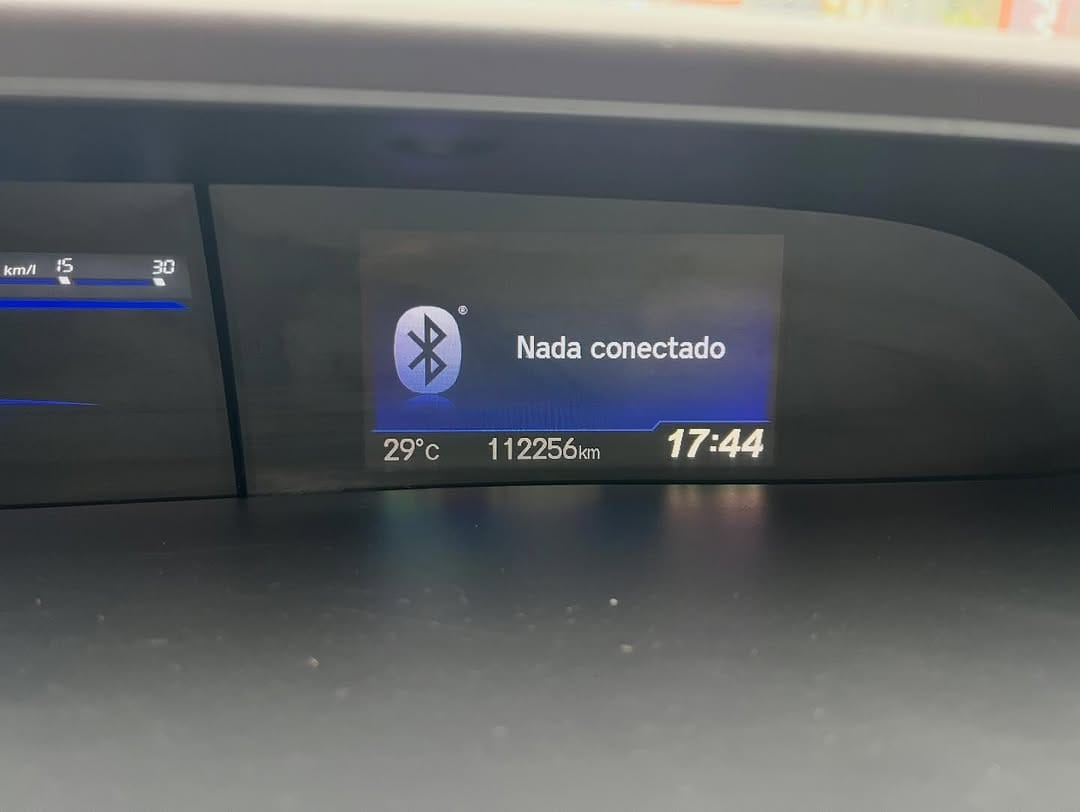 km/l 15 30
®
Nada conectado
29°C 112256km 17:44